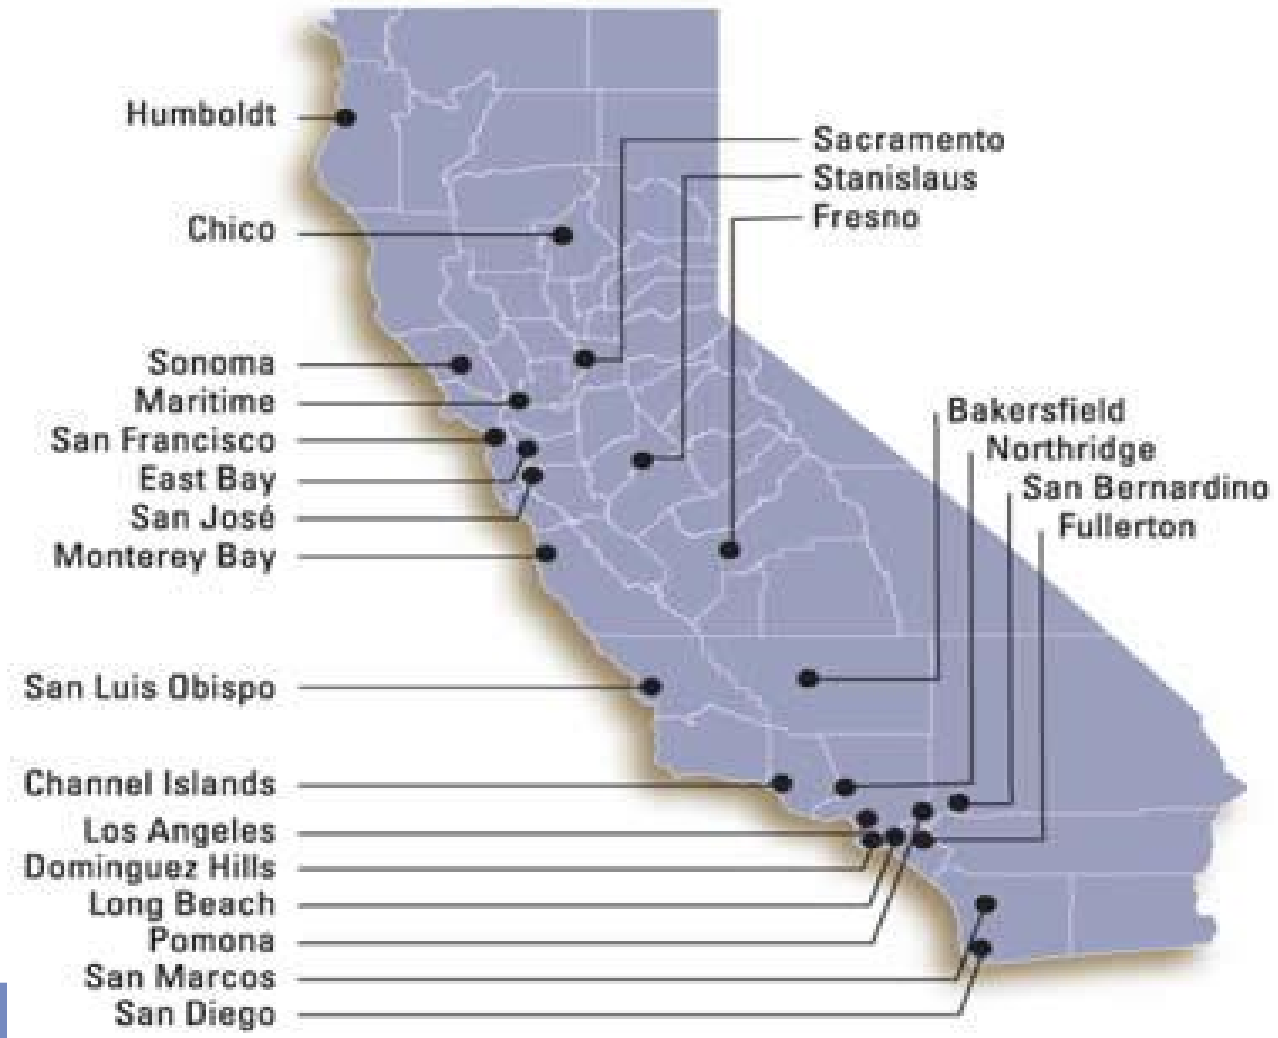 Humboldt
Chico
Sonoma
Maritime
San Francisco
East Bay
San José
Monterey Bay
San Luis Obispo
Channel Islands
Los Angeles
Dominguez Hills
Long Beach
Pomona
San Marcos
San Diego
Sacramento
Stanislaus
Fresno
Bakersfield
Northridge
San Bernardino
Fullerton